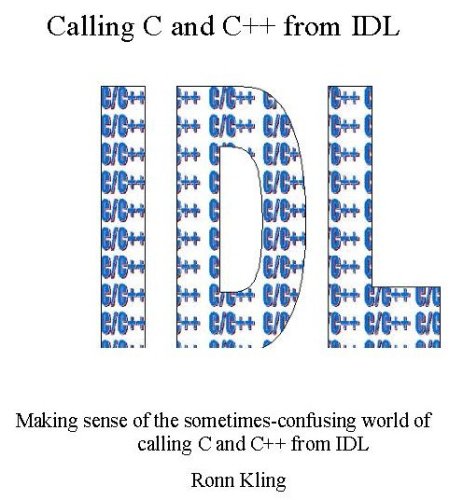 Calling C and C++ from IDL
IDL
Making sense of the sometimes-confusing world of
calling C and C++ from IDL
Ronn Kling